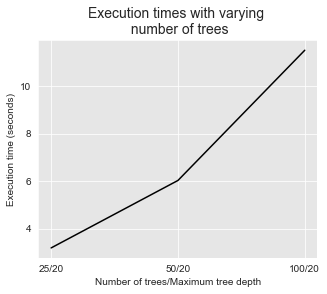 Execution times with varying
number of trees
Execution time (seconds)
10
8
6
4
25/20
50/20
100/20
Number of trees/Maximum tree depth